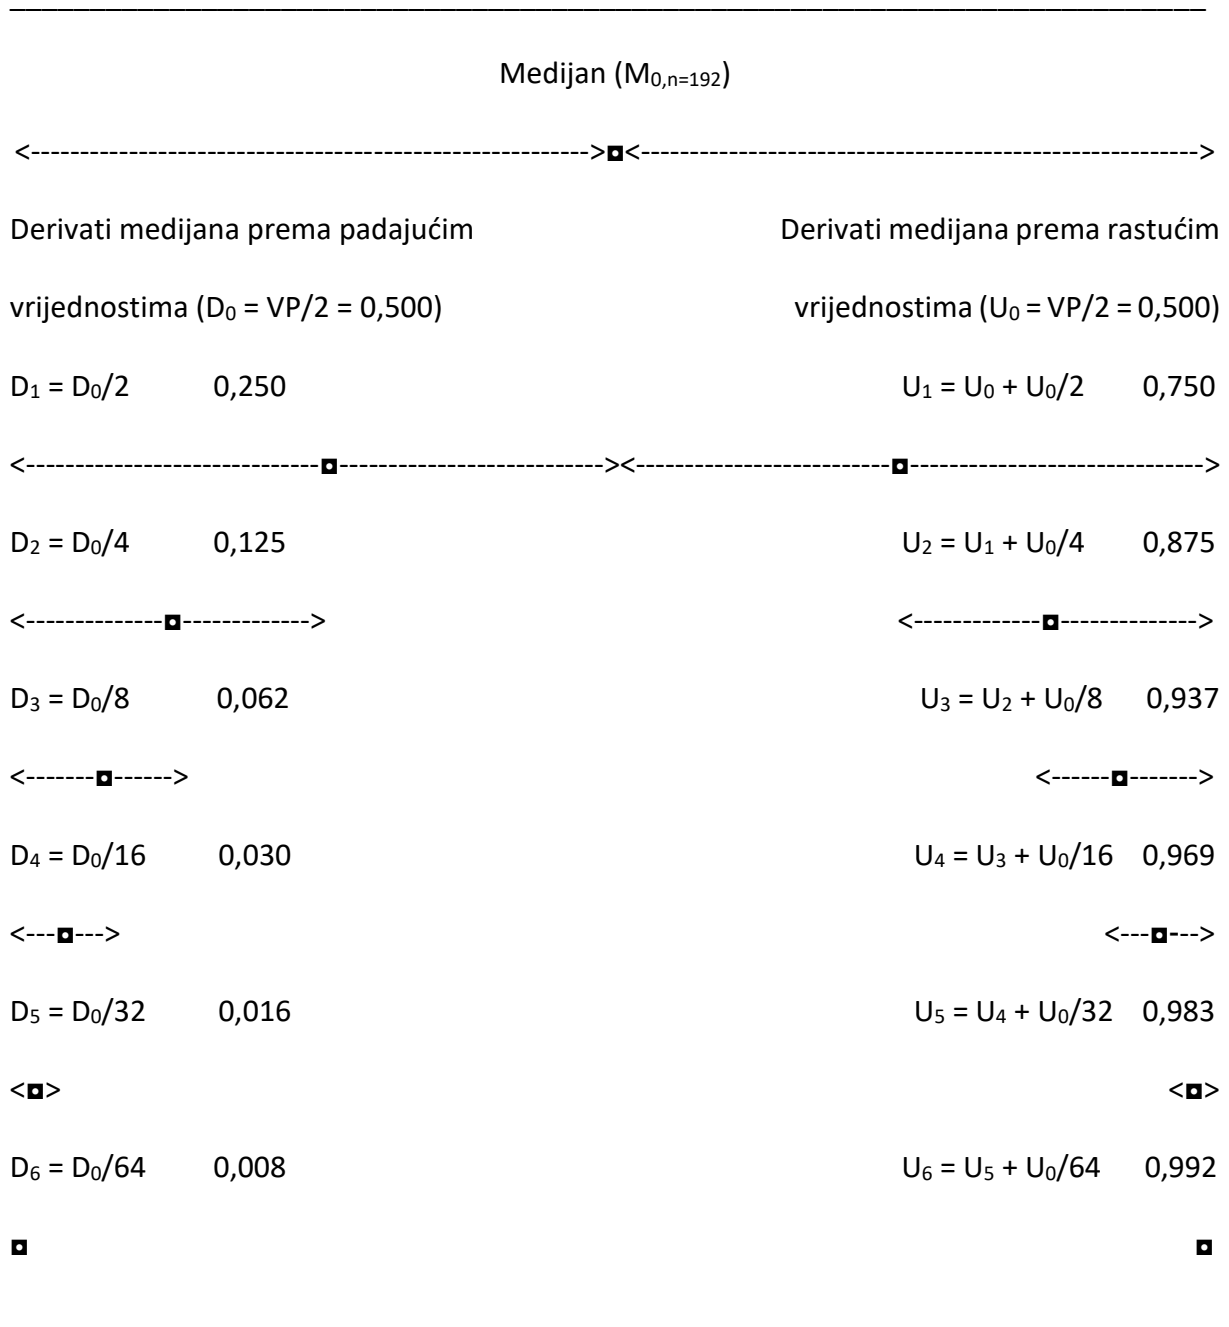 Medijan (M0,n=192)
<---------------------------------------------------------->◘<------------------------------------------------------->
Derivati medijana prema padajućim Derivati medijana prema rastućim
vrijednostima (D0 = VP/2 = 0,500) vrijednostima (U0 = VP/2 = 0,500)
D1 = D0/2 0,250 U1 = U0 + U0/2 0,750
<-----------------------------◘--------------------------><-------------------------◘----------------------------->
D2 = D0/4 0,125 U2 = U1 + U0/4 0,875
<--------------◘-------------> <-------------◘-------------->
D3 = D0/8 0,062 U3 = U2 + U0/8 0,937
<-------◘------> <------◘------->
D4 = D0/16 0,030 U4 = U3 + U0/16 0,969
<---◘---> <---◘--->
D5 = D0/32 0,016 U5 = U4 + U0/32 0,983
<◘> <◘>
D6 = D0/64 0,008 U6 = U5 + U0/64 0,992
◘ ◘